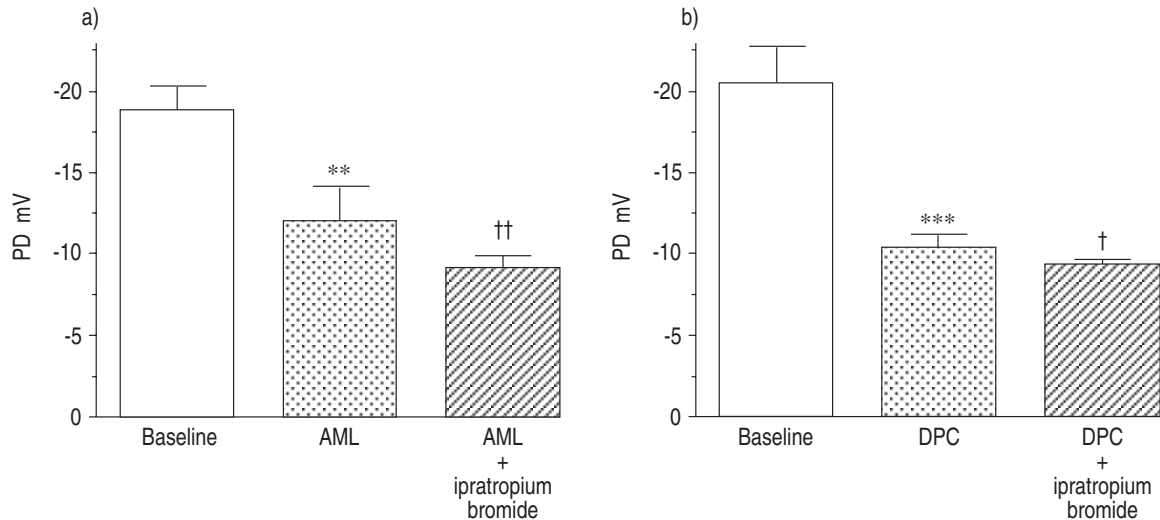 a)
PD mV
-20
-15
-10
-5
0
**
††
Baseline
AML
AML
+
ipratropium
bromide
b)
PD mV
-20
-15
-10
-5
0
***
†
Baseline
DPC
DPC
+
ipratropium
bromide